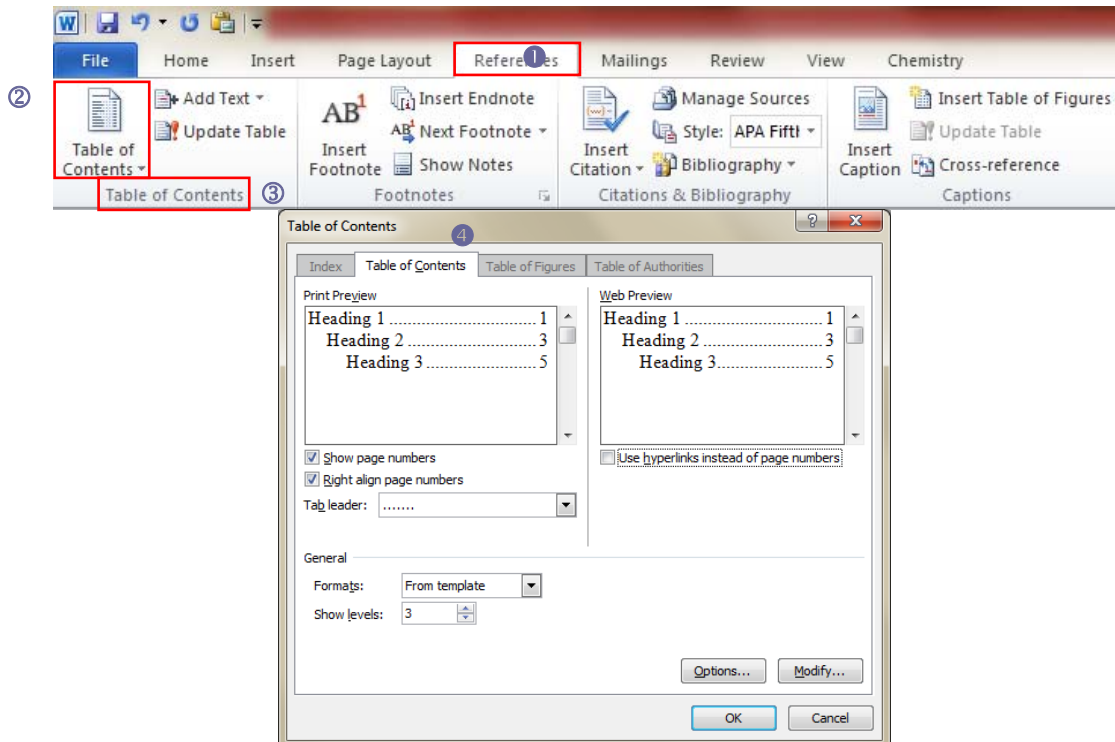 W
File Home Insert Page Layout References Mailings Review View Chemistry
❶
②
Table of
Contents
Add Text
Update Table
Table of Contents
③
AB1
Insert
Footnote
Insert Endnote
AB1 Next Footnote
Show Notes
Footnotes
Insert
Citation
Manage Sources
Style: APA Fifth
Bibliography
Citations & Bibliography
Insert
Caption
Insert Table of Figures
Update Table
Cross-reference
Captions
Table of Contents
?
X
❹
Index Table of Contents Table of Figures Table of Authorities
Print Preview
Heading 1 .............................. 1
Heading 2 ........................... 3
Heading 3 ....................... 5
Show page numbers
Right align page numbers
Tab leader: .......
Web Preview
Heading 1 .............................. 1
Heading 2 ........................... 3
Heading 3 ....................... 5
Use hyperlinks instead of page numbers
General
Formats: From template
Show levels: 3
Options... Modify...
OK Cancel